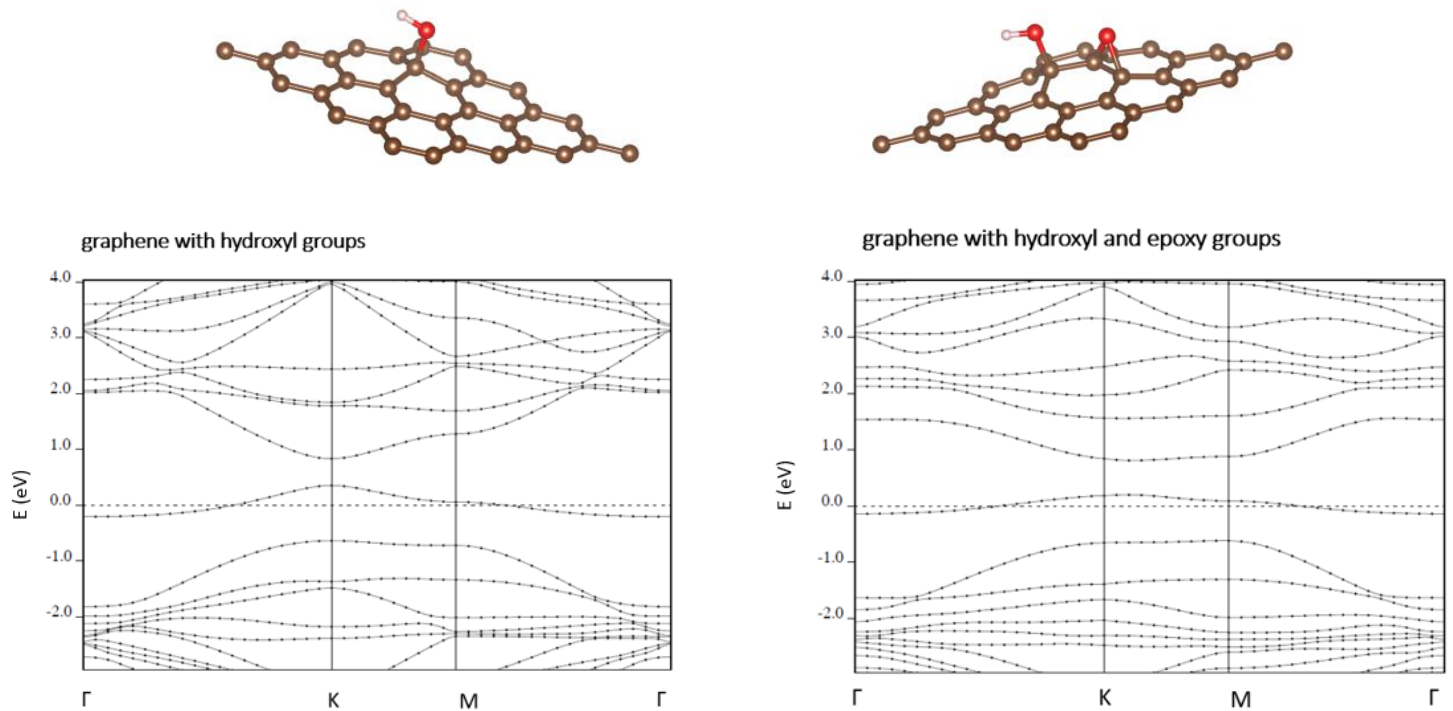 graphene with hydroxyl groups
4.0
3.0
2.0
1.0
0.0
-1.0
-2.0
E (eV)
Γ K M Γ
graphene with hydroxyl and epoxy groups
4.0
3.0
2.0
1.0
0.0
-1.0
-2.0
E (eV)
Γ K M Γ